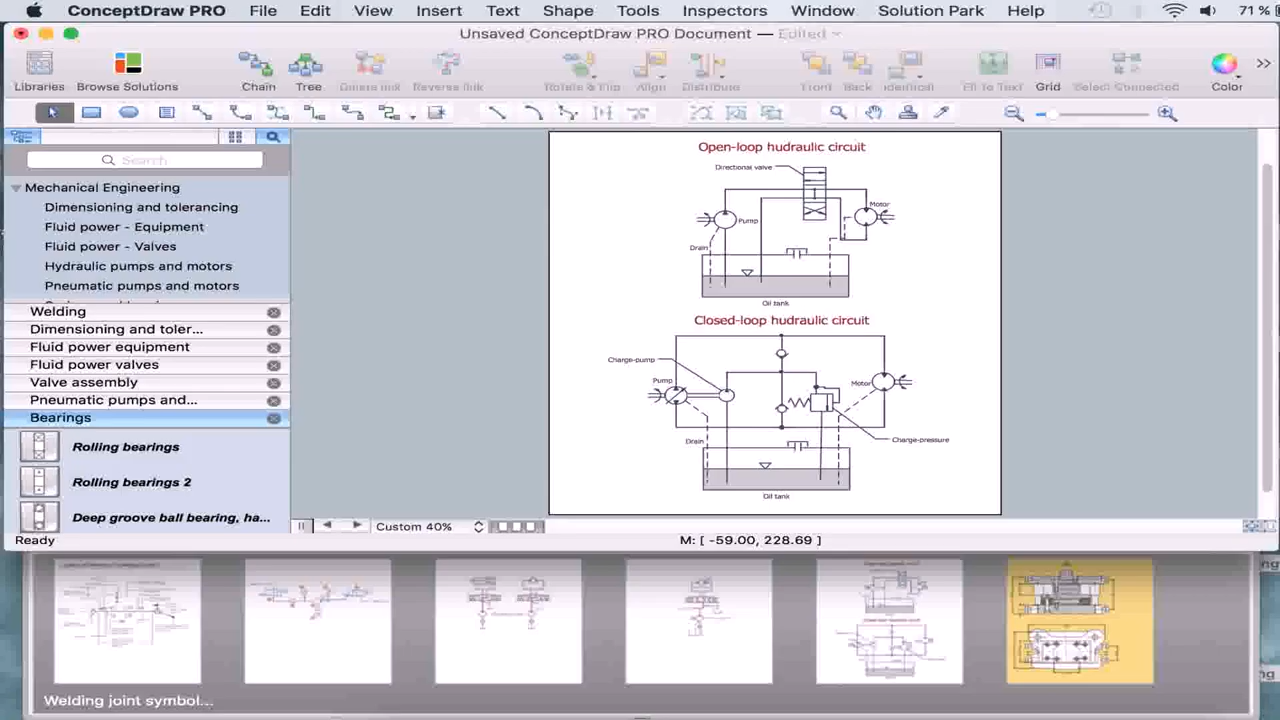 ConceptDraw PRO File Edit View Insert Text Shape Tools Inspectors Window Solution Park Help 71 %
Unsaved ConceptDraw PRO Document — Edited
Libraries Browse Solutions Chain Tree Delete link Reverse link Rotate & Flip Align Distribute Front Back Identical Fit To Text Grid Select Connected Color
Search
Mechanical Engineering
Dimensioning and tolerancing
Fluid power - Equipment
Fluid power - Valves
Hydraulic pumps and motors
Pneumatic pumps and motors
Welding
Dimensioning and toler...
Fluid power equipment
Fluid power valves
Valve assembly
Pneumatic pumps and...
Bearings
Rolling bearings
Rolling bearings 2
Deep groove ball bearing, ha...
Open-loop hudraulic circuit
Directional valve
Motor
Pump
Drain
Oil tank
Closed-loop hudraulic circuit
Charge-pump
Pump
Motor
Drain
Charge-pressure
Oil tank
Custom 40%
Ready
M: [ -59.00, 228.69 ]
Welding joint symbol...